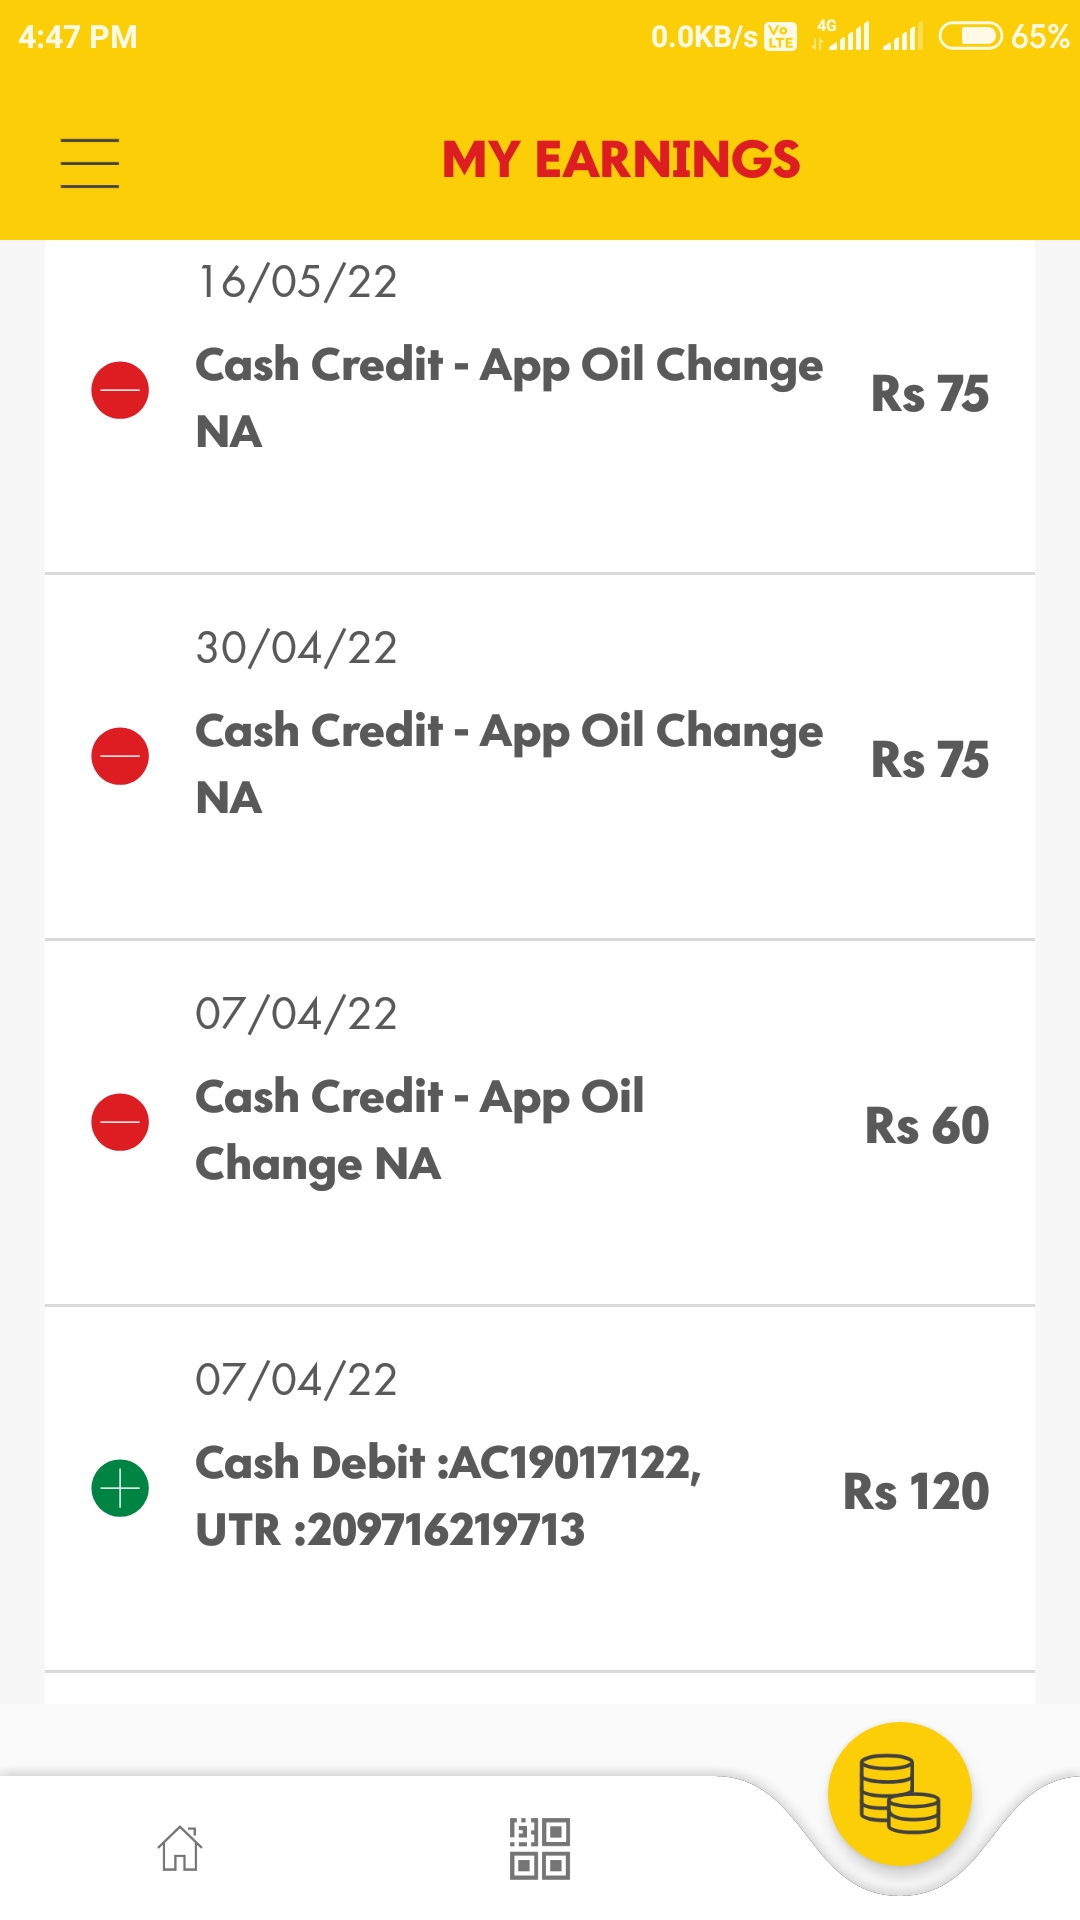 4:47 PM 0.0KB/s Vo LTE 4G 65%
MY EARNINGS
16/05/22
Cash Credit - App Oil Change
NA
Rs 75
30/04/22
Cash Credit - App Oil Change
NA
Rs 75
07/04/22
Cash Credit - App Oil
Change NA
Rs 60
07/04/22
Cash Debit :AC19017122,
UTR :209716219713
Rs 120